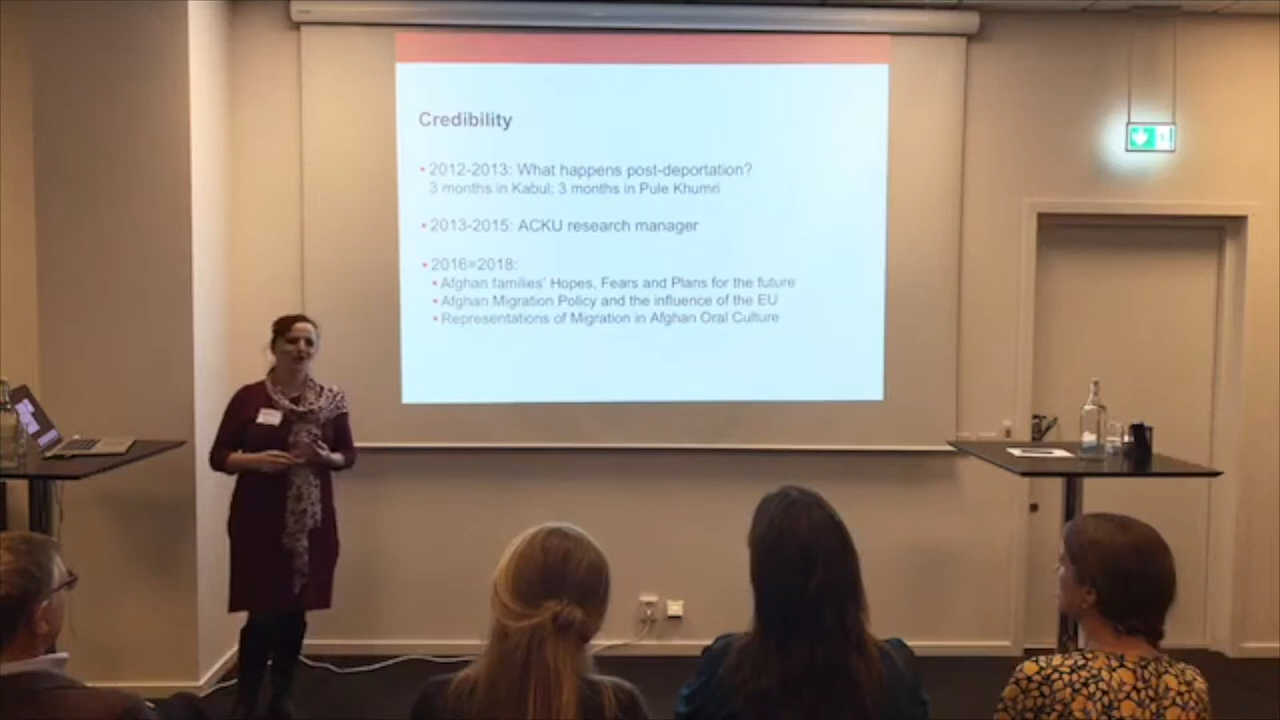 Credibility
▪ 2012-2013: What happens post-deportation?
3 months in Kabul; 3 months in Pule Khumri
▪ 2013-2015: ACKU research manager
▪ 2016=2018:
▪ Afghan families' Hopes, Fears and Plans for the future
▪ Afghan Migration Policy and the influence of the EU
▪ Representations of Migration in Afghan Oral Culture